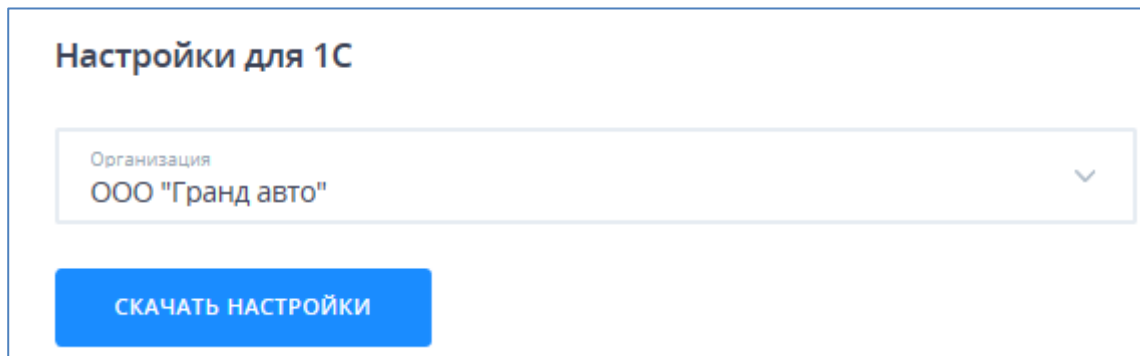 Настройки для 1С
Организация
ООО "Гранд авто"
СКАЧАТЬ НАСТРОЙКИ